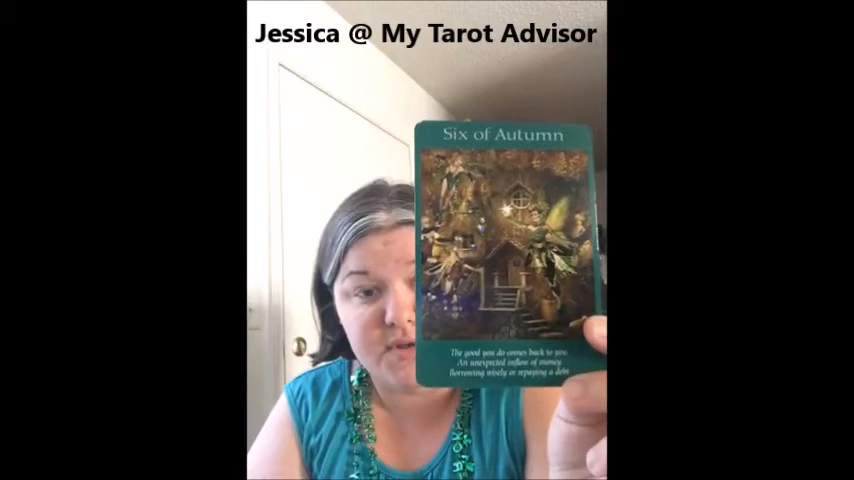 Jessica @ My Tarot Advisor
Six of Autumn
The good you do comes back to you.
An unexpected inflow of money.
Borrowing wisely or repaying a debt